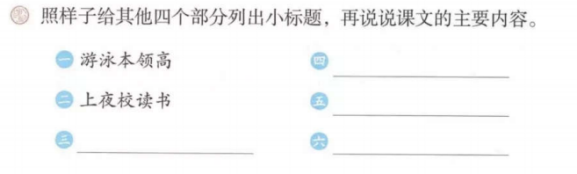 照样子给其他四个部分列出小标题，再说说课文的主要内容。
一 游泳本领高
四
二 上夜校读书
五
三
六